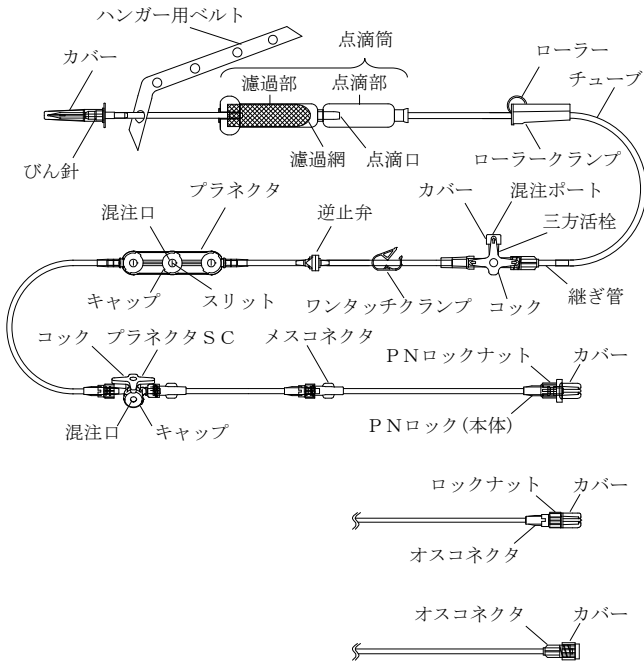 ハンガー用ベルト
点滴筒
ローラー
カバー
濾過部 点滴部
チューブ
びん針
濾過網 点滴口
ローラークランプ
カバー 混注ポート
プラネクタ
混注口
逆止弁
三方活栓
キャップ スリット ワンタッチクランプ コック 継ぎ管
コック プラネクタSC メスコネクタ
PNロックナット カバー
混注口 キャップ
PNロック(本体)
ロックナット カバー
オスコネクタ
オスコネクタ カバー